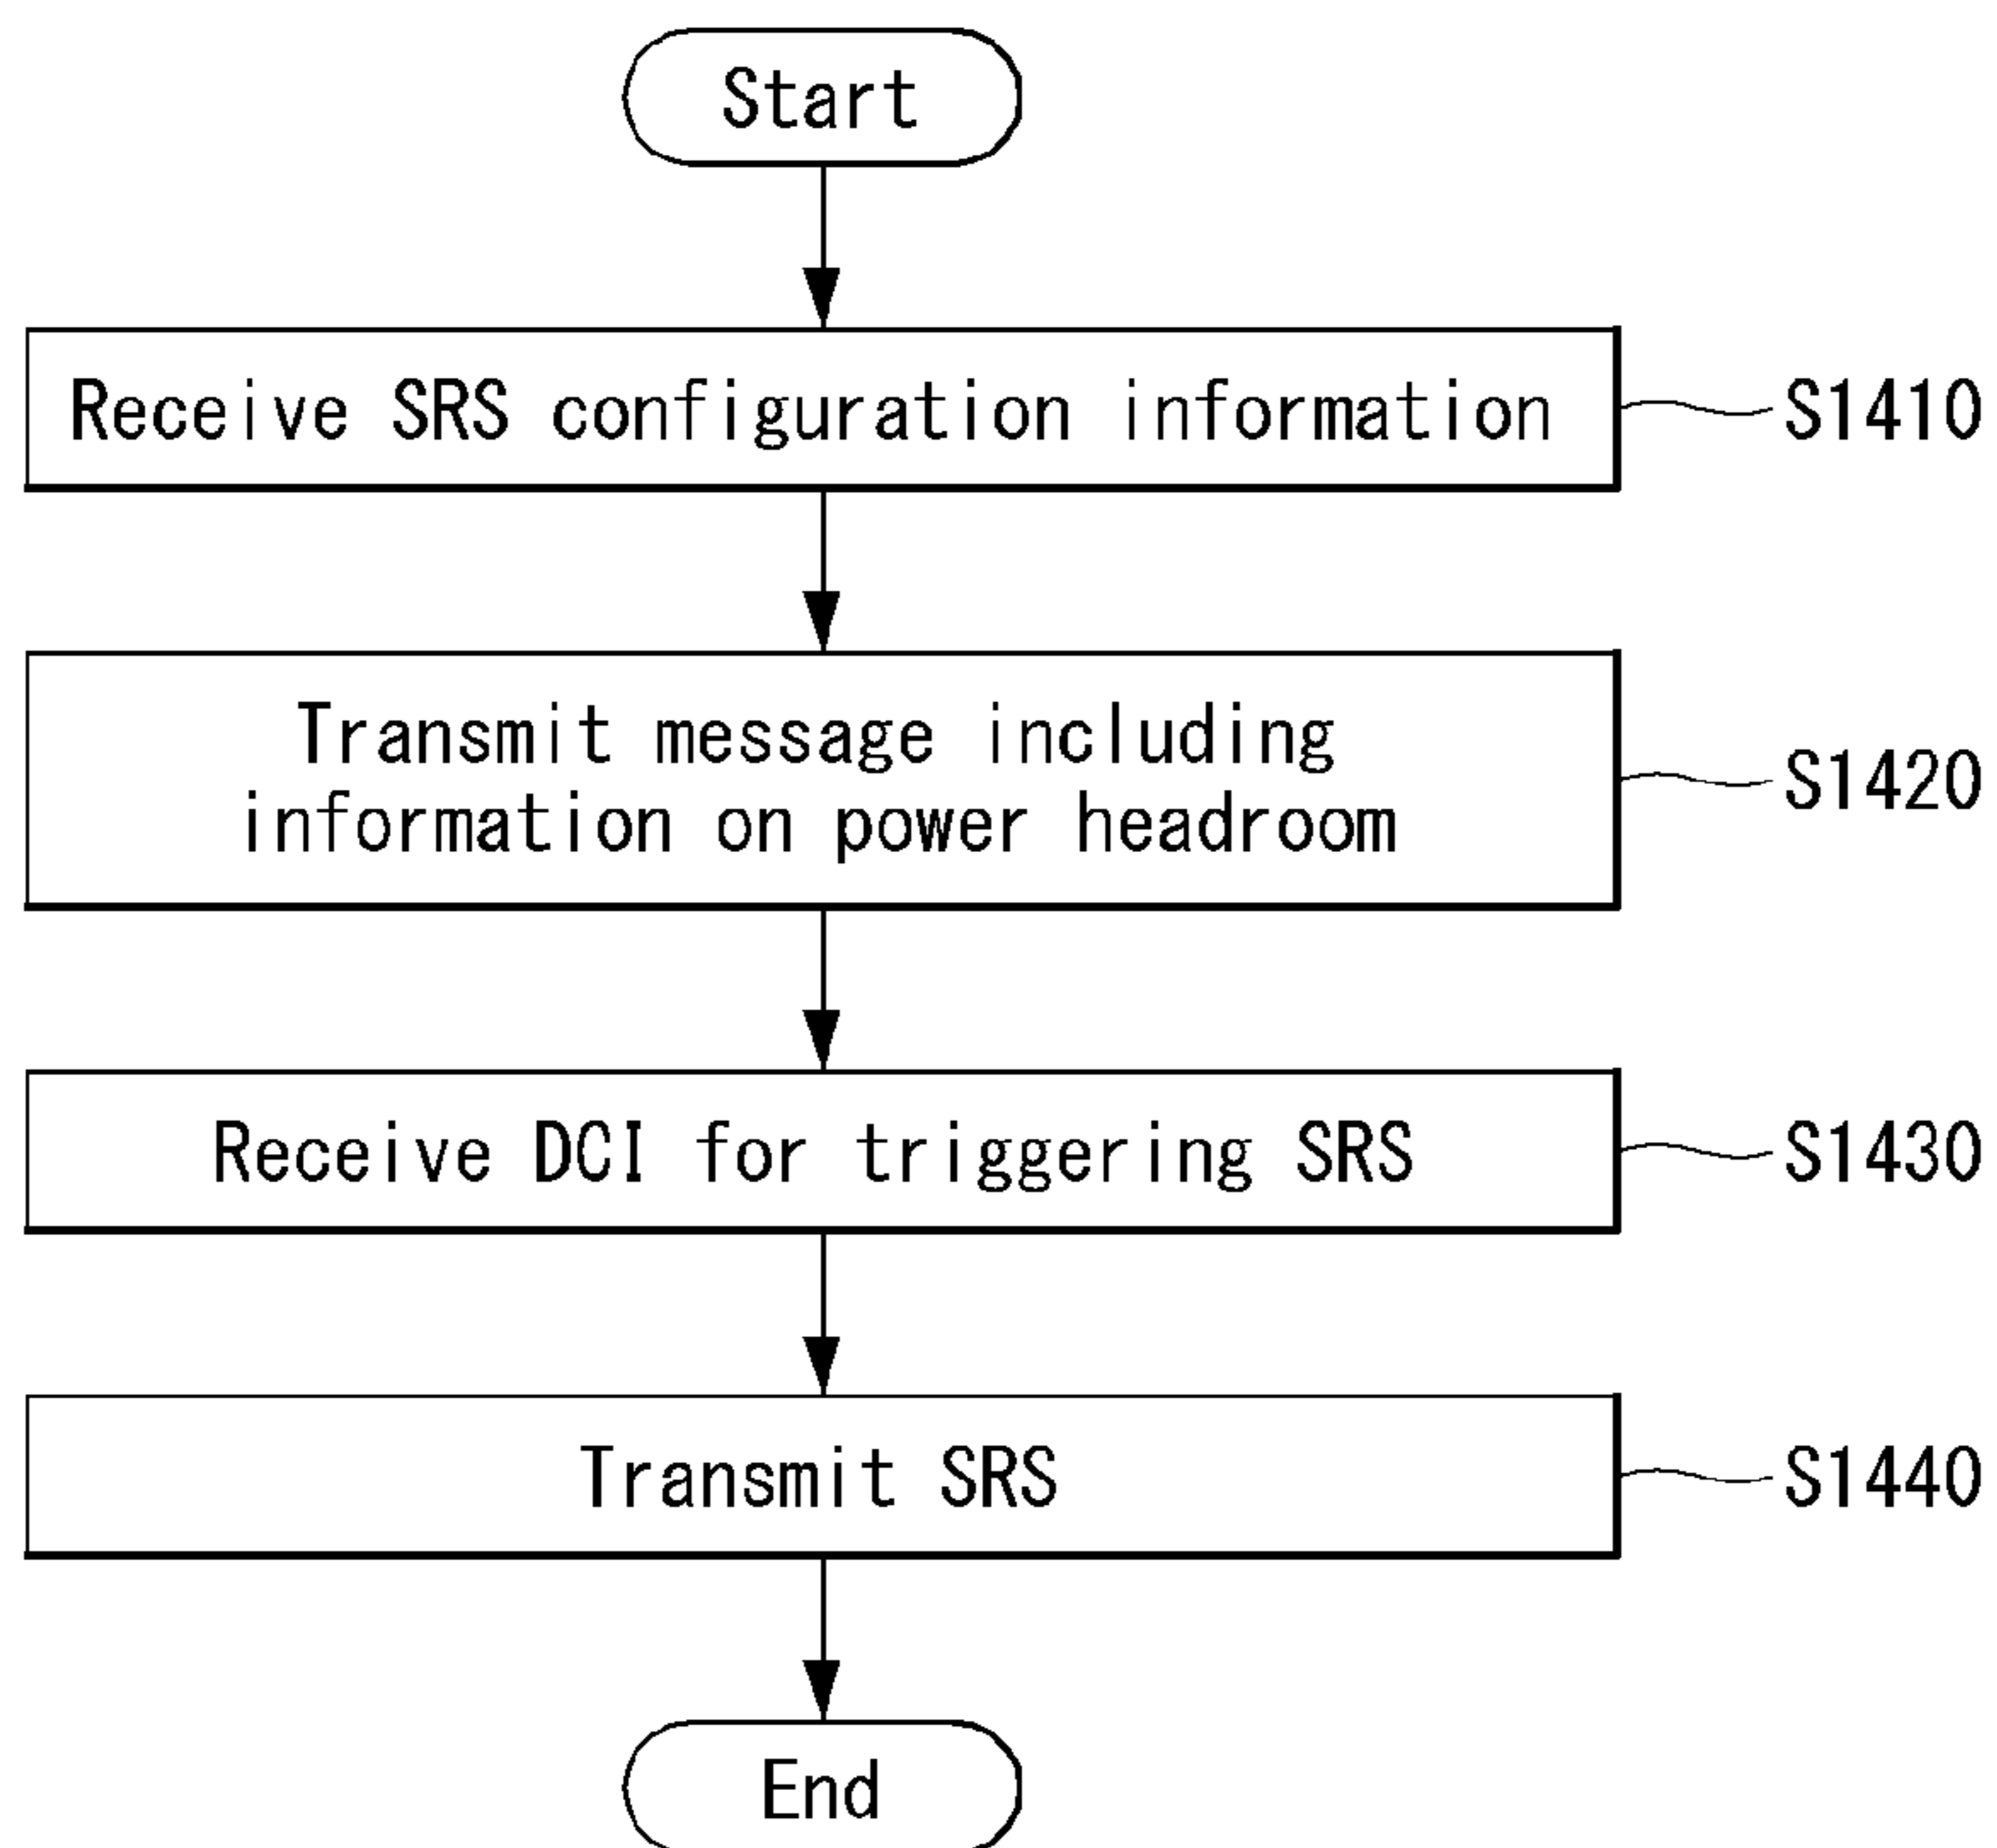 Start
Receive SRS configuration information
S1410
Transmit message including
information on power headroom
S1420
Receive DCI for triggering SRS
S1430
Transmit SRS
S1440
End